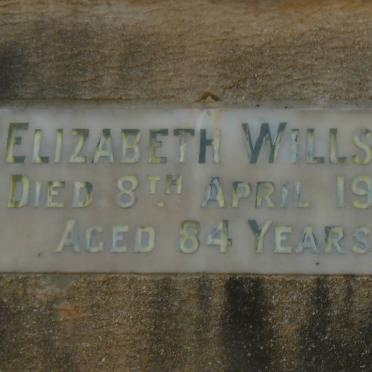 ELIZABETH WILLS
DIED 8TH APRIL 19
AGED 84 YEARS